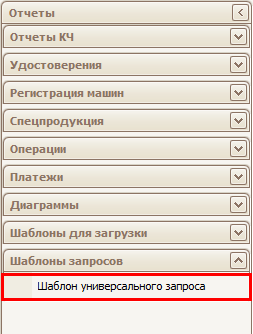 Отчеты
Отчеты КЧ
Удостоверения
Регистрация машин
Спецпродукция
Операции
Платежи
Диаграммы
Шаблоны для загрузки
Шаблоны запросов
Шаблон универсального запроса